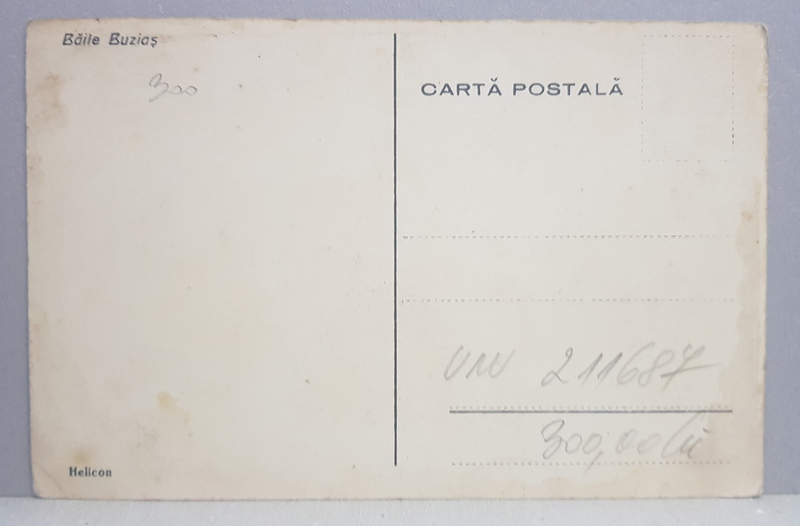 Băile Buziaș
300
CARTĂ POSTALĂ
211687
300,00 lei
Helicon